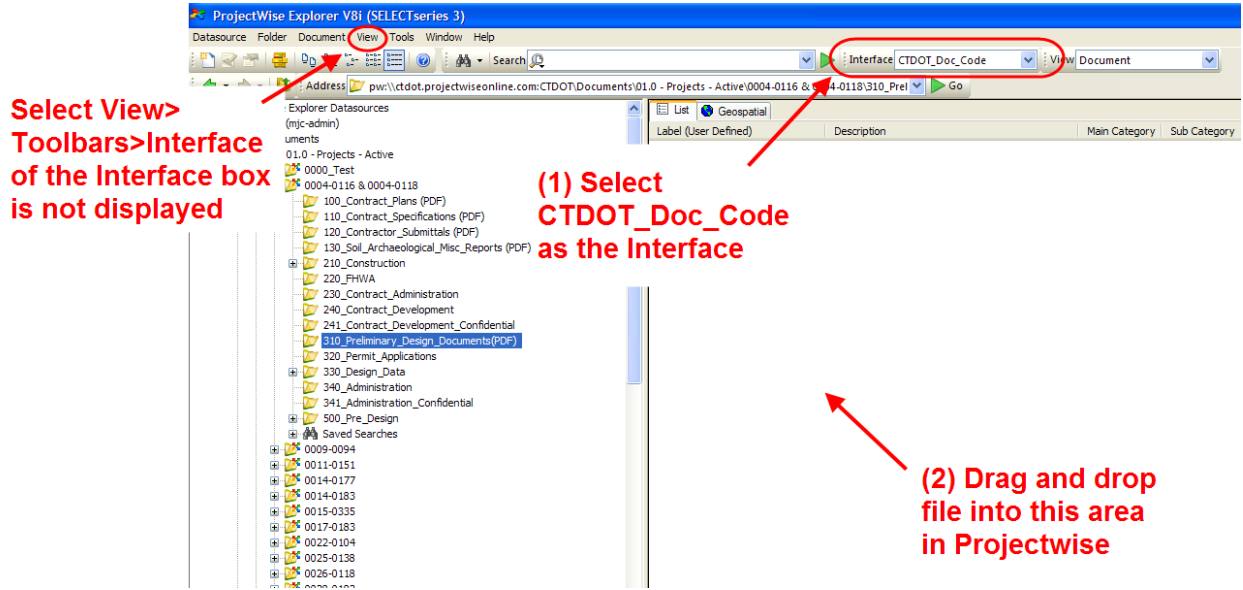 ProjectWise Explorer V8i (SELECTseries 3)
Datasource Folder Document View Tools Window Help
Search Interface CTDOT_Doc_Code View Document
Address pw:\\ctdot.projectwiseonline.com:CTDOT\Documents\01.0 - Projects - Active\0004-0116 & 0004-0118\310_Prel Go
Select View>
Toolbars>Interface
of the Interface box
is not displayed
Explorer Datasources
(mjc-admin)
uments
01.0 - Projects - Active
0000_Test
0004-0116 & 0004-0118
100_Contract_Plans (PDF)
110_Contract_Specifications (PDF)
120_Contractor_Submittals (PDF)
130_Soil_Archaeological_Misc_Reports (PDF)
210_Construction
220_FHWA
230_Contract_Administration
240_Contract_Development
241_Contract_Development_Confidential
310_Preliminary_Design_Documents(PDF)
320_Permit_Applications
330_Design_Data
340_Administration
341_Administration_Confidential
500_Pre_Design
Saved Searches
0009-0094
0011-0151
0014-0177
0014-0183
0015-0335
0017-0183
0022-0104
0025-0138
0026-0118
List Geospatial
Label (User Defined) Description Main Category Sub Category
(1) Select
CTDOT_Doc_Code
as the Interface
(2) Drag and drop
file into this area
in Projectwise